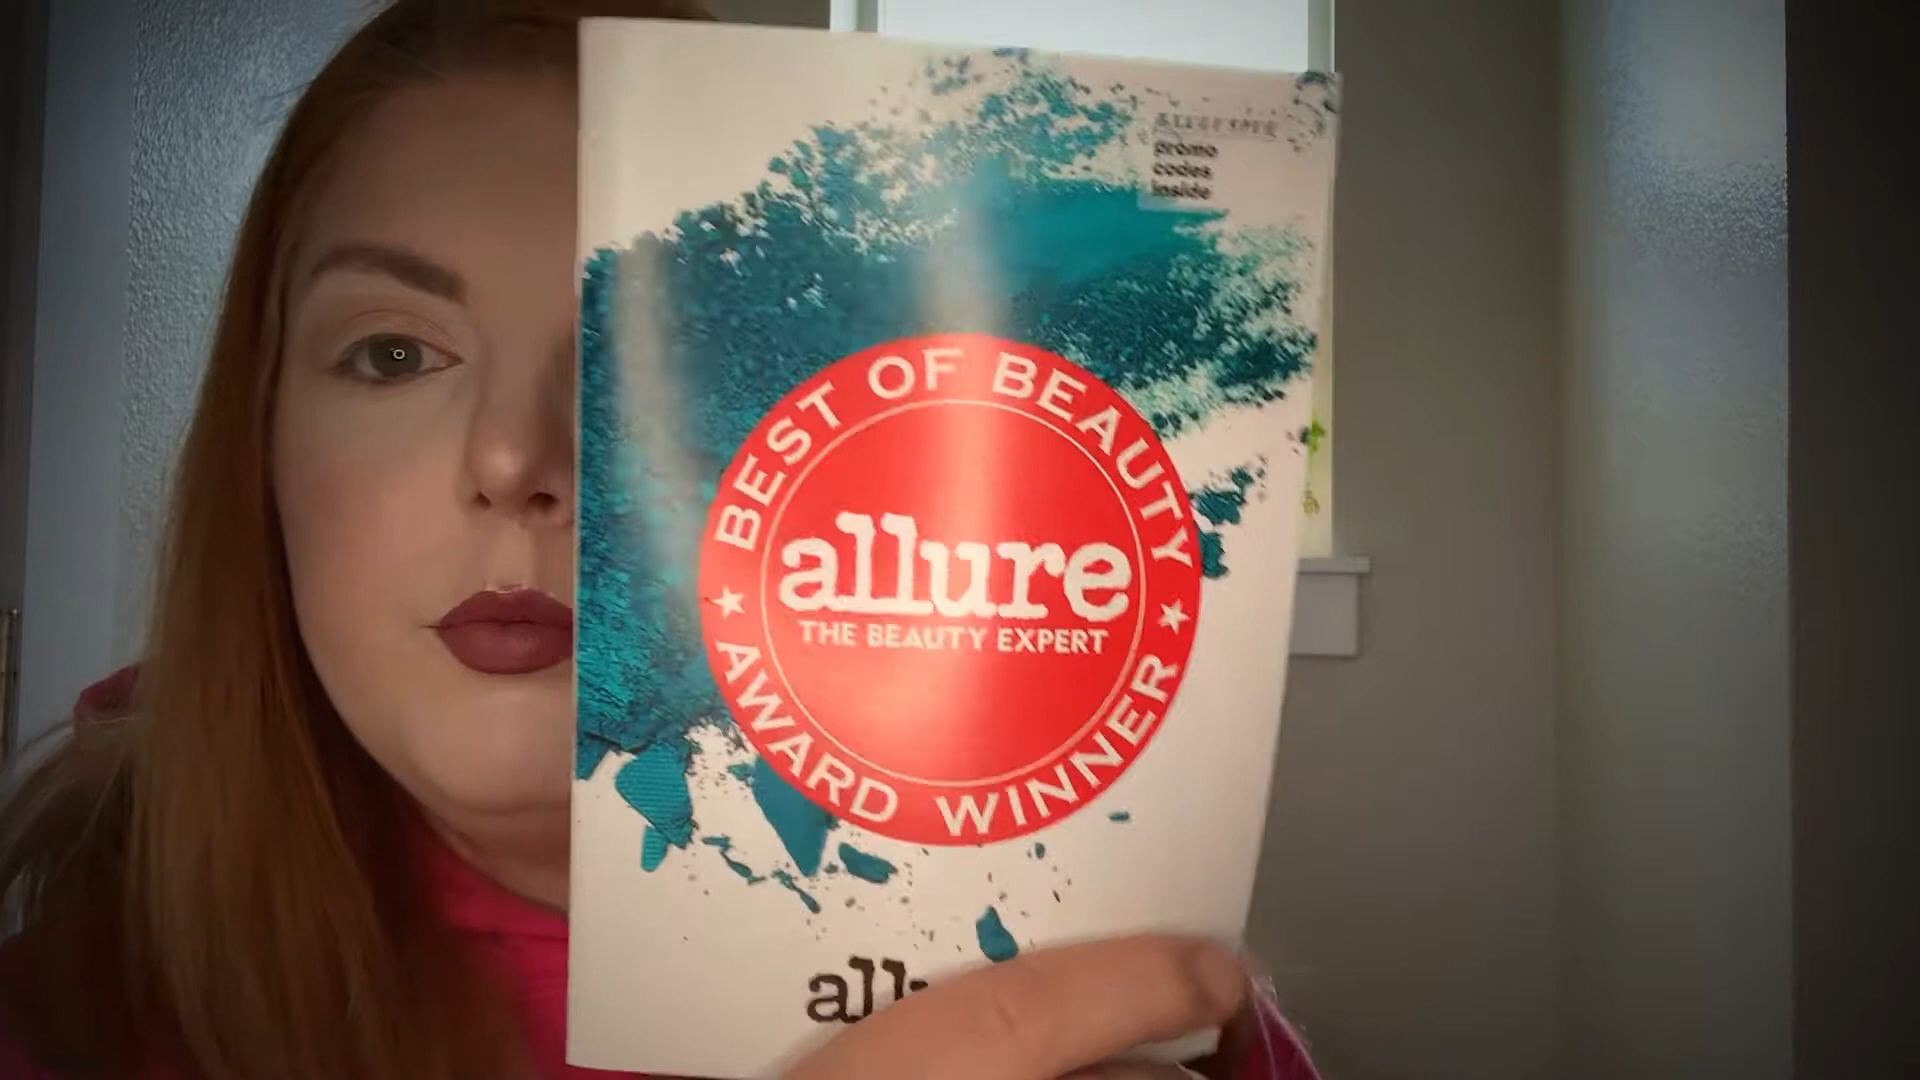 promo
codes
inside
BEST OF BEAUTY
allure
THE BEAUTY EXPERT
AWARD WINNER
all